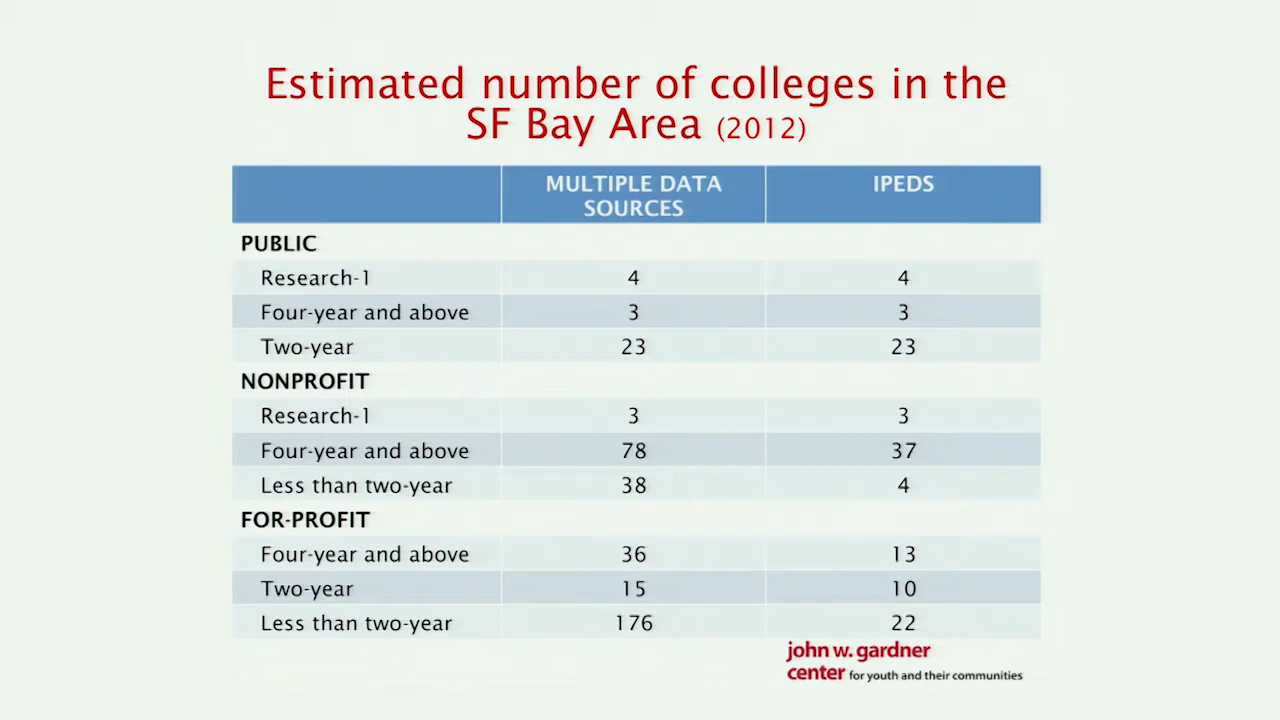 Estimated number of colleges in the
SF Bay Area (2012)
MULTIPLE DATA SOURCES IPEDS
PUBLIC
Research-1 4 4
Four-year and above 3 3
Two-year 23 23
NONPROFIT
Research-1 3 3
Four-year and above 78 37
Less than two-year 38 4
FOR-PROFIT
Four-year and above 36 13
Two-year 15 10
Less than two-year 176 22
john w. gardner
center for youth and their communities